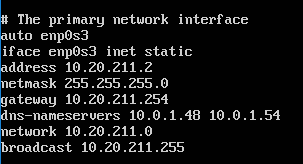 # The primary network interface
auto enp0s3
iface enp0s3 inet static
address 10.20.211.2
netmask 255.255.255.0
gateway 10.20.211.254
dns-nameservers 10.0.1.48 10.0.1.54
network 10.20.211.0
broadcast 10.20.211.255